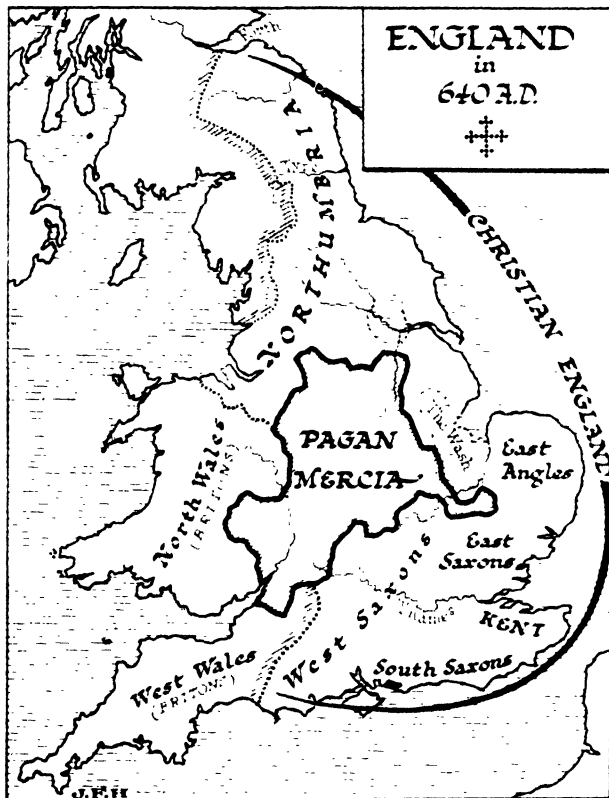 ENGLAND
in
640 A.D.
Forth
NORTHUMBRIA
CHRISTIAN ENGLAND
PAGAN
MERCIA
The Wash
East
Angles
North Wales
(BRITONS)
East
Saxons
West Saxons
Thames
KENT
South Saxons
West Wales
(BRITONS)
J.F.H